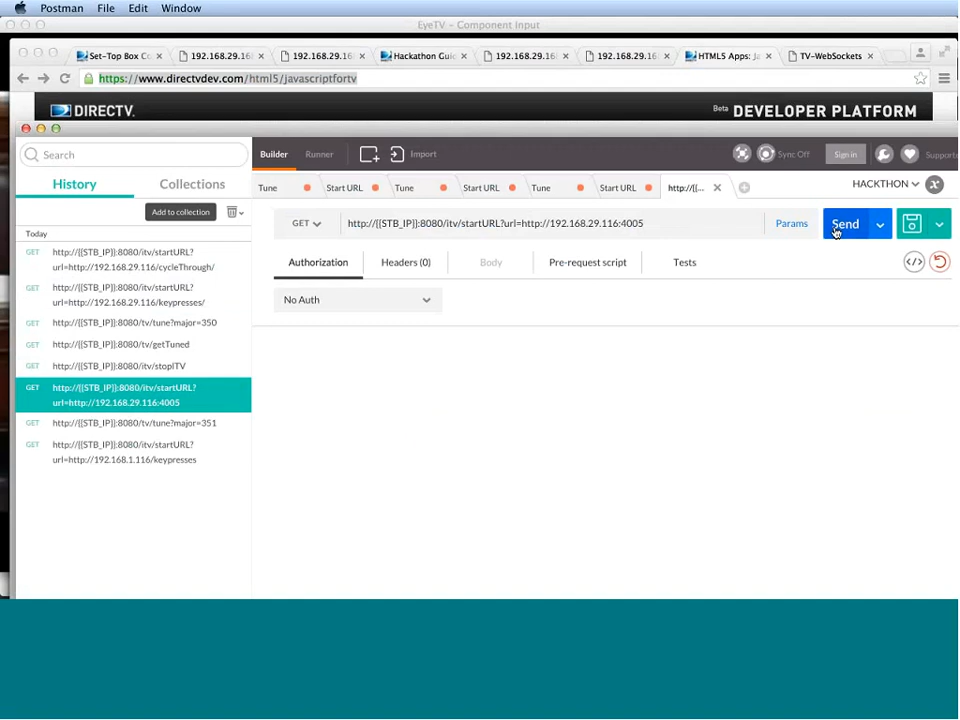 Postman File Edit Window
EyeTV - Component Input
Set-Top Box C 192.168.29.1 192.168.29.1 Hackathon Gui 192.168.29.1 192.168.29.1 HTML5 Apps: J TV-WebSockets
https://www.directvdev.com/html5/javascriptfortv
DIRECTV. Beta DEVELOPER PLATFORM
Search
Builder Runner Import Sync Off Sign in Supporte
History Collections
Tune Start URL Tune Start URL Tune Start URL http://{[... HACKTHON
Add to collection
GET http://{[STB_IP]}:8080/itv/startURL?url=http://192.168.29.116:4005 Params Send
Today
GET http://{[STB_IP]}:8080/itv/startURL?
url=http://192.168.29.116/cycleThrough/
Authorization Headers (0) Body Pre-request script Tests
GET http://{[STB_IP]}:8080/itv/startURL?
url=http://192.168.29.116/keypresses/
No Auth
GET http://{[STB_IP]}:8080/tv/tune?major=350
GET http://{[STB_IP]}:8080/tv/getTuned
GET http://{[STB_IP]}:8080/itv/stopITV
GET http://{[STB_IP]}:8080/itv/startURL?
url=http://192.168.29.116:4005
GET http://{[STB_IP]}:8080/tv/tune?major=351
GET http://{[STB_IP]}:8080/itv/startURL?
url=http://192.168.1.116/keypresses